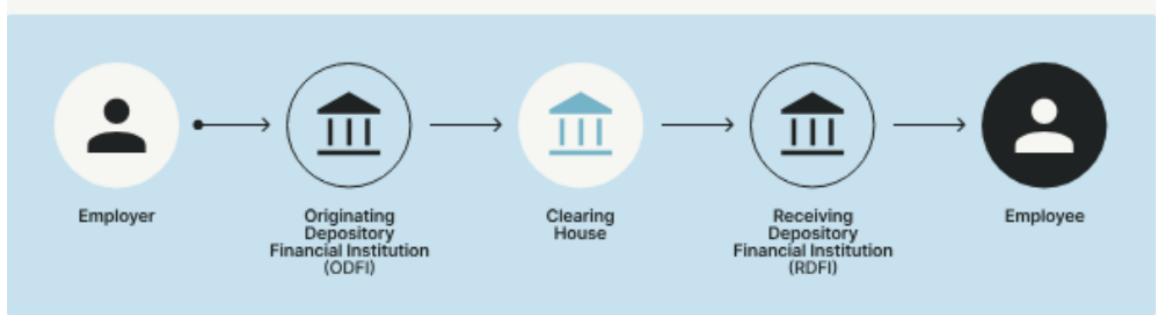 Employer
Originating
Depository
Financial Institution
(ODFI)
Clearing
House
Receiving
Depository
Financial Institution
(RDFI)
Employee